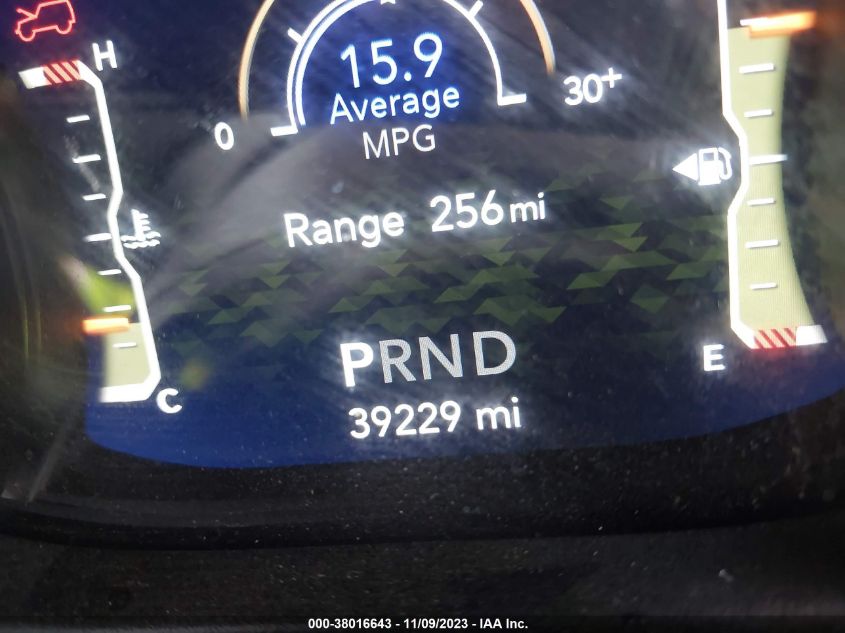 H
15.9
Average
MPG
0
30+
Range 256 mi
PRND
E
C
39229 mi
000-38016643 - 11/09/2023 - IAA Inc.